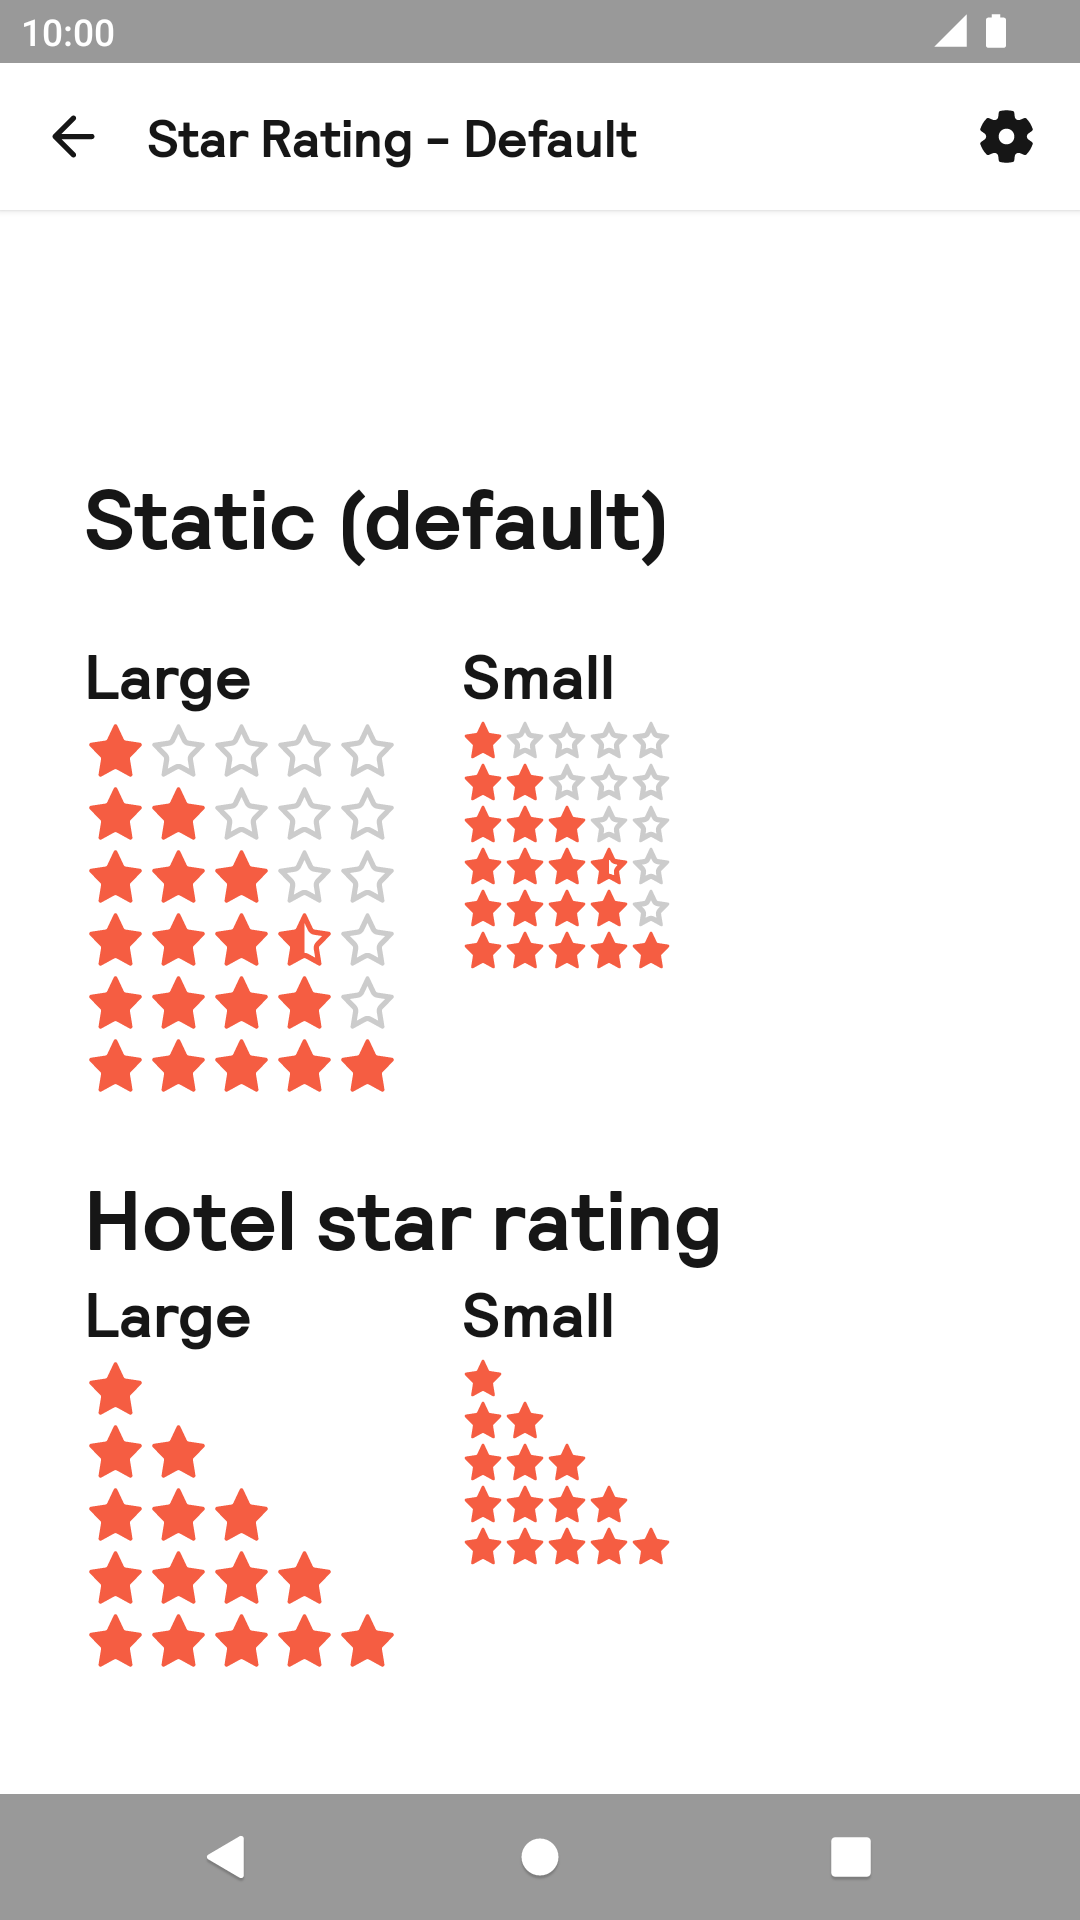 10:00
Star Rating - Default
Static (default)
Large
Small
Hotel star rating
Large
Small